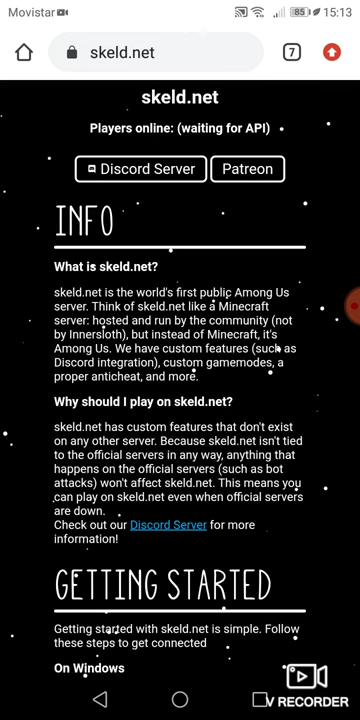 Movistar 85 15:13
skeld.net 7
skeld.net
Players online: (waiting for API)
Discord Server Patreon
INFO
What is skeld.net?
skeld.net is the world's first public Among Us
server. Think of skeld.net like a Minecraft
server: hosted and run by the community (not
by Innersloth), but instead of Minecraft, it's
Among Us. We have custom features (such as
Discord integration), custom gamemodes, a
proper anticheat, and more.
Why should I play on skeld.net?
skeld.net has custom features that don't exist
on any other server. Because skeld.net isn't tied
to the official servers in any way, anything that
happens on the official servers (such as bot
attacks) won't affect skeld.net. This means you
can play on skeld.net even when official servers
are down.
Check out our Discord Server for more
information!
GETTING STARTED
Getting started with skeld.net is simple. Follow
these steps to get connected
On Windows
V RECORDER